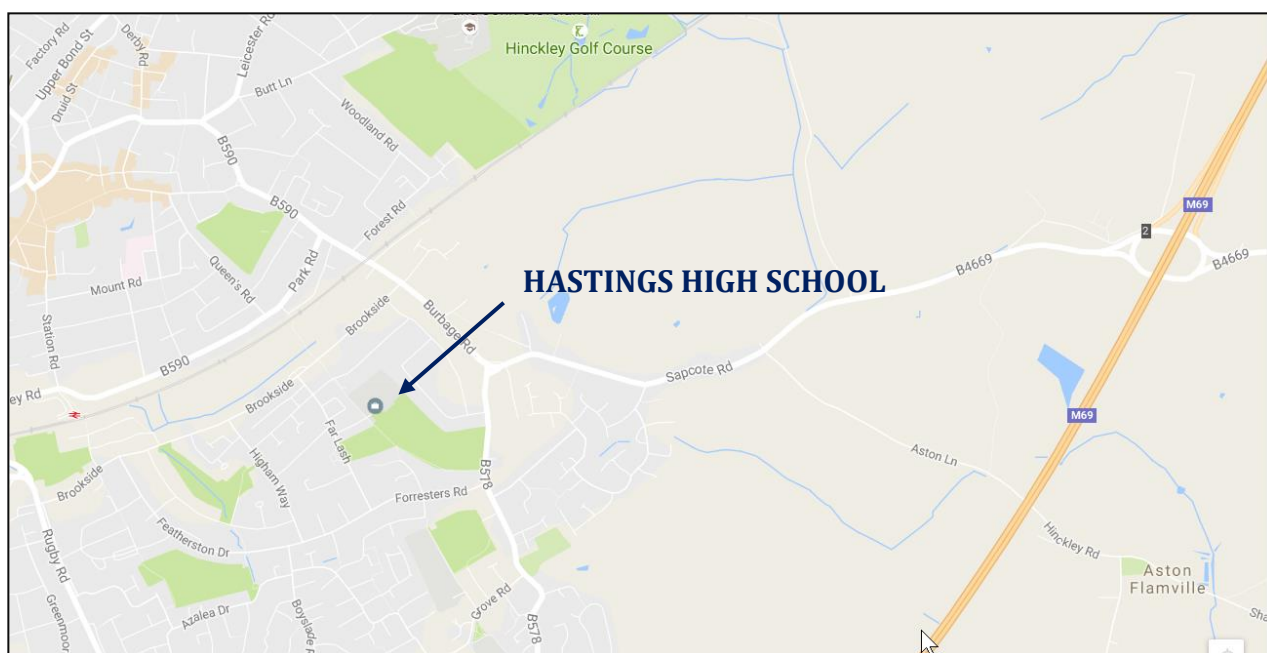 Factory Rd
Upper Bond St
Druid St
Derby Rd
Leicester Rd
Butt Ln
Hinckley Golf Course
Woodland Rd
B590
B590
Forest Rd
Park Rd
Queen's Rd
Mount Rd
Station Rd
B590
ey Rd
HASTINGS HIGH SCHOOL
Brookside
Burbage Rd
Brookside
Sapcote Rd
B4669
2
M69
B4669
M69
Far Lash
Higham Way
Brookside
Forresters Rd
B578
Featherston Dr
Rugby Rd
Greenmoor
Azalea Dr
Boyslade R
Grove Rd
B578
Aston Ln
Hinckley Rd
Aston
Flamville
Sha